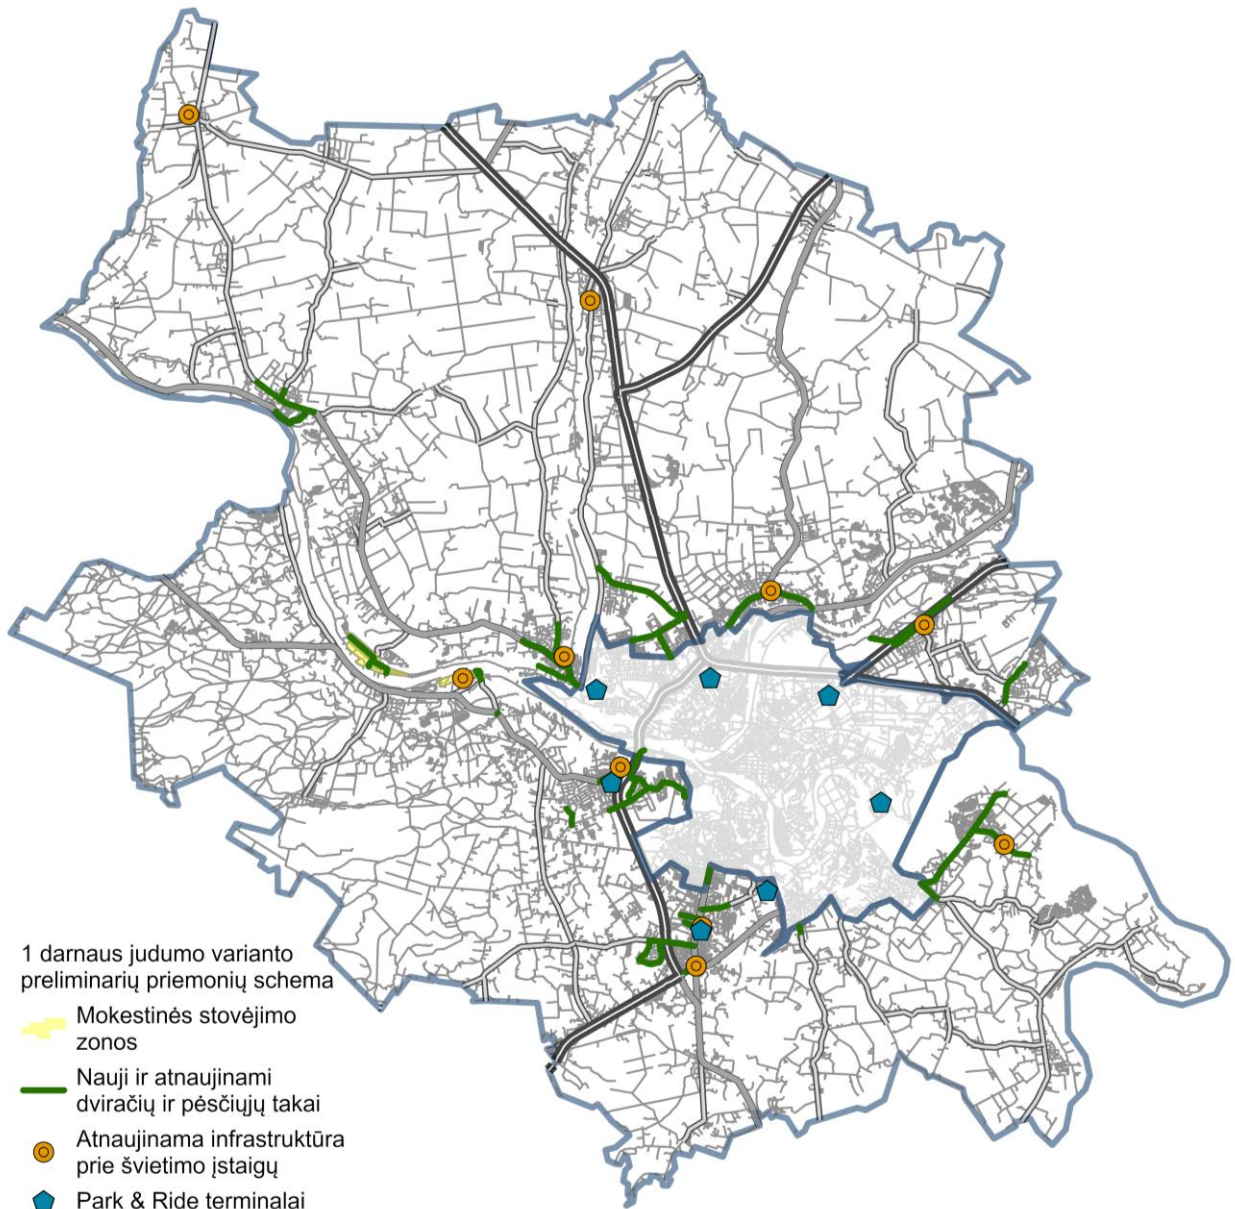 1 darnaus judumo varianto
preliminarių priemonių schema
Mokestinės stovėjimo
zonos
Nauji ir atnaujinami
dviračių ir pėsčiųjų takai
Atnaujinama infrastruktūra
prie švietimo įstaigų
Park & Ride terminalai